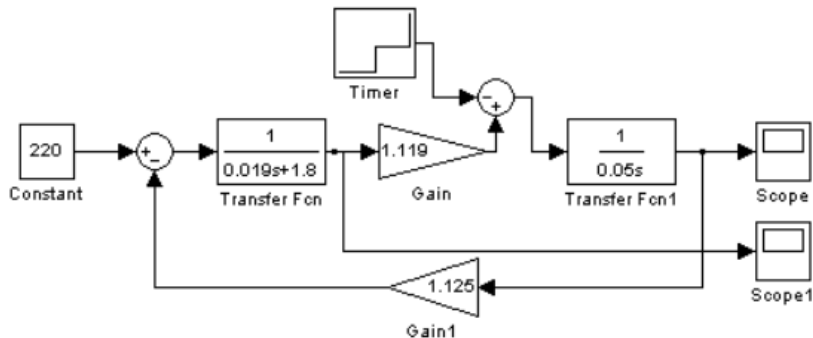 Timer
220
Constant
+
−
1
0.019s+1.8
Transfer Fcn
1.119
Gain
−
+
1
0.05s
Transfer Fcn1
Scope
Scope1
1.125
Gain1